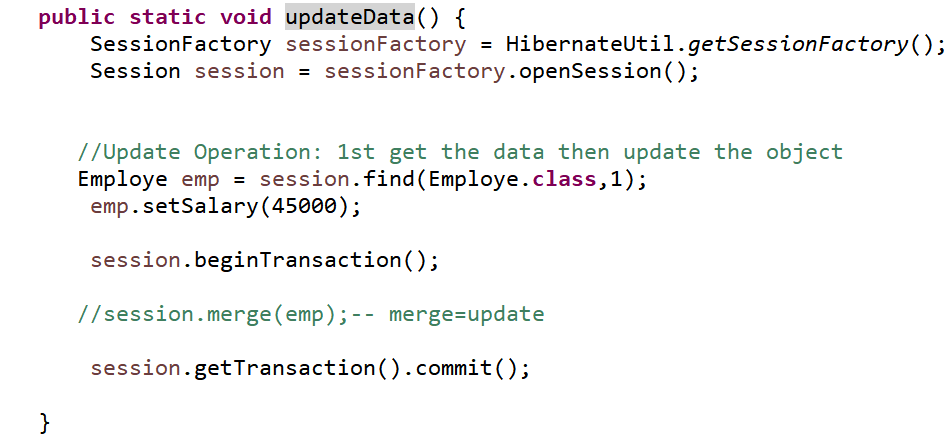 public static void updateData() {
SessionFactory sessionFactory = HibernateUtil.getSessionFactory();
Session session = sessionFactory.openSession();
//Update Operation: 1st get the data then update the object
Employe emp = session.find(Employe.class,1);
emp.setSalary(45000);
session.beginTransaction();
//session.merge(emp);-- merge=update
session.getTransaction().commit();
}